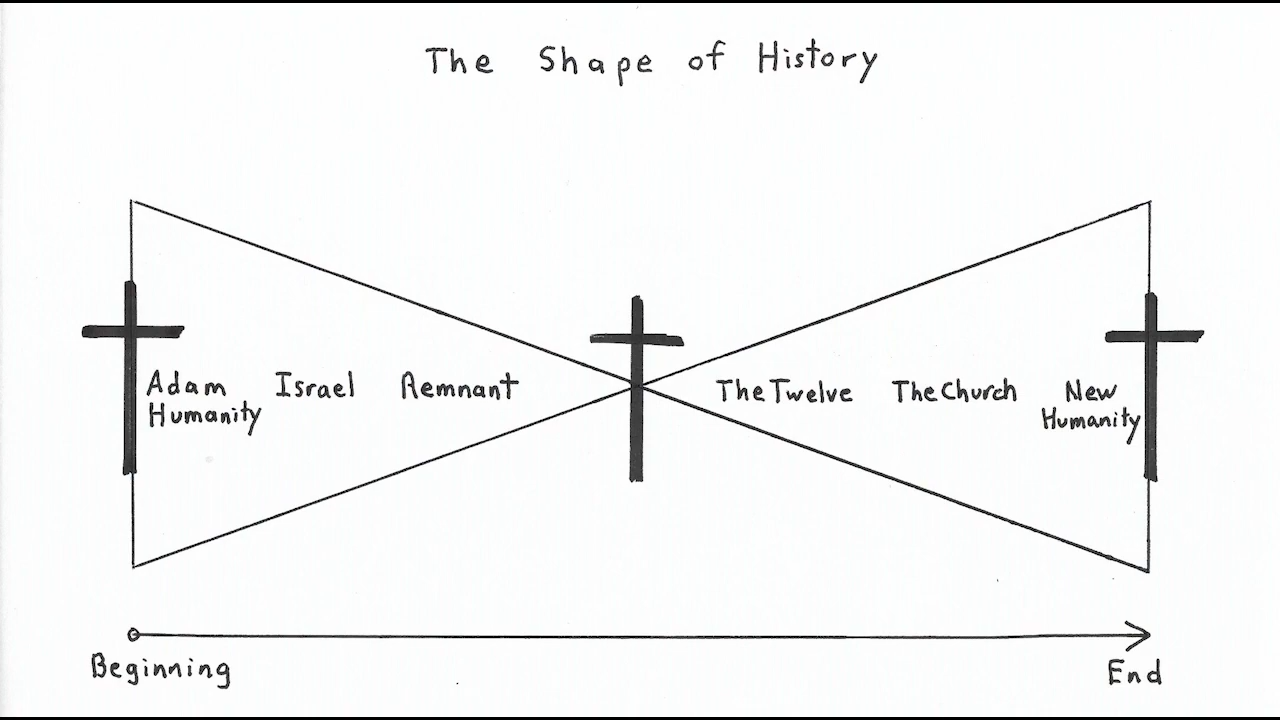 The Shape of History
Adam
Humanity
Israel
Remnant
The Twelve
The Church
New
Humanity
Beginning
End